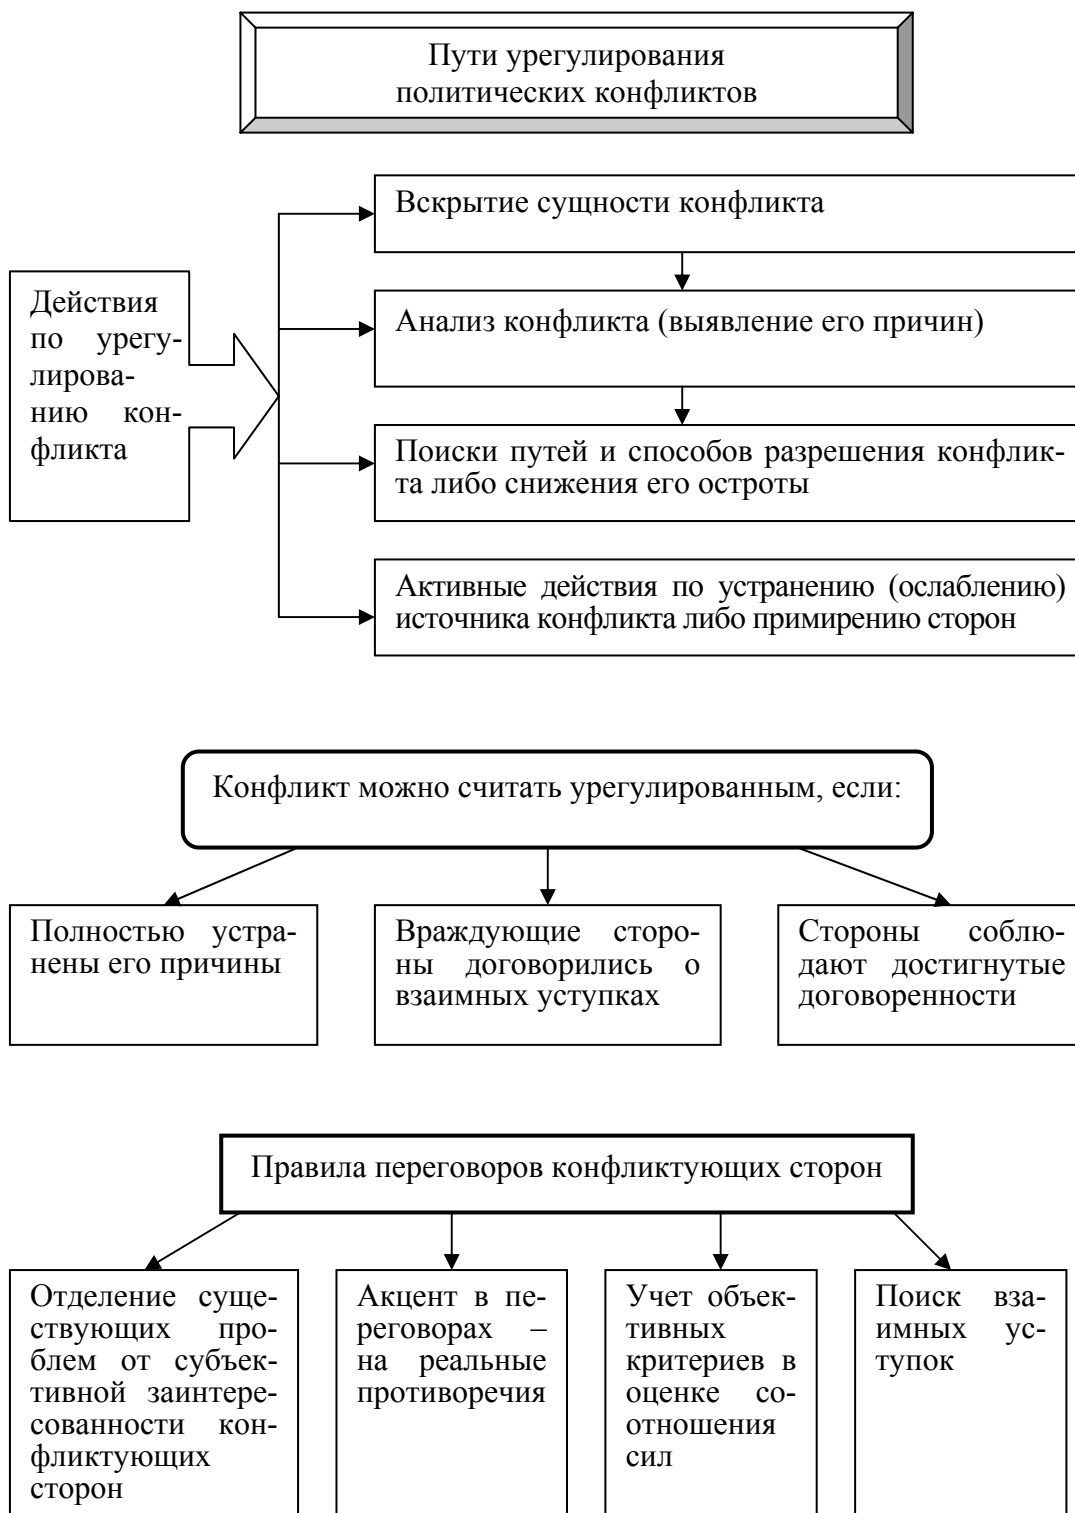 Пути урегулирования
политических конфликтов
Вскрытие сущности конфликта
Действия
по урегу-
лирова-
нию кон-
фликта
Анализ конфликта (выявление его причин)
Поиски путей и способов разрешения конфлик-
та либо снижения его остроты
Активные действия по устранению (ослаблению)
источника конфликта либо примирению сторон
Конфликт можно считать урегулированным, если:
Полностью устра-
нены его причины
Враждующие сторо-
ны договорились о
взаимных уступках
Стороны соблю-
дают достигнутые
договоренности
Правила переговоров конфликтующих сторон
Отделение суще-
ствующих про-
блем от субъек-
тивной заинтере-
сованности кон-
фликтующих
сторон
Акцент в пе-
реговорах –
на реальные
противоречия
Учет объек-
тивных
критериев в
оценке со-
отношения
сил
Поиск вза-
имных ус-
тупок